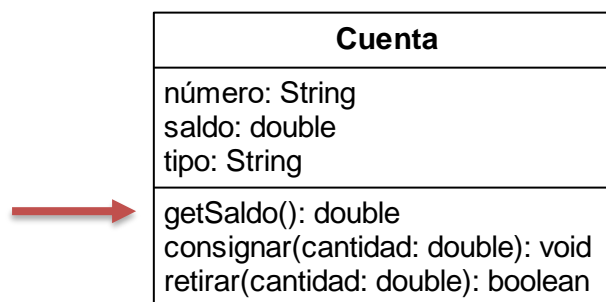 Cuenta
número: String
saldo: double
tipo: String
getSaldo(): double
consignar(cantidad: double): void
retirar(cantidad: double): boolean